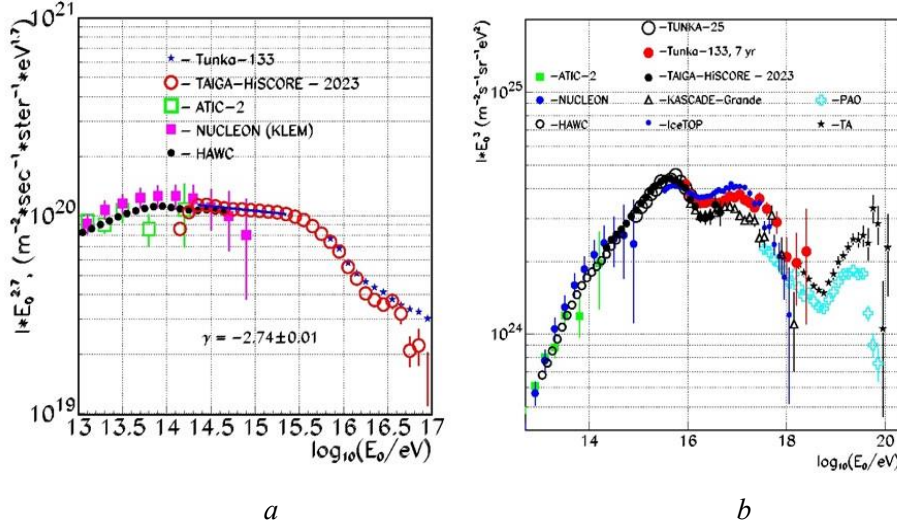 10^21
★ – Tunka-133
○ – TAIGA-HiSCORE – 2023
□ – ATIC-2
■ – NUCLEON (KLEM)
● – HAWC
I*E₀^2.7, (m⁻²*sec⁻¹*ster⁻¹*eV^1.7)
10^20
γ = −2.74±0.01
10^19
13 13.5 14 14.5 15 15.5 16 16.5 17
log₁₀(E₀/eV)
a
I*E₀³ (m⁻²s⁻¹sr⁻¹eV²)
○ –TUNKA-25
● –Tunka-133, 7 yr
■ –ATIC-2 ● –TAIGA-HiSCORE – 2023
● –NUCLEON △ –KASCADE-Grande ✚ –PAO
○ –HAWC ● –IceTOP ★ –TA
10^25
10^24
14 16 18 20
log₁₀(E₀/eV)
b